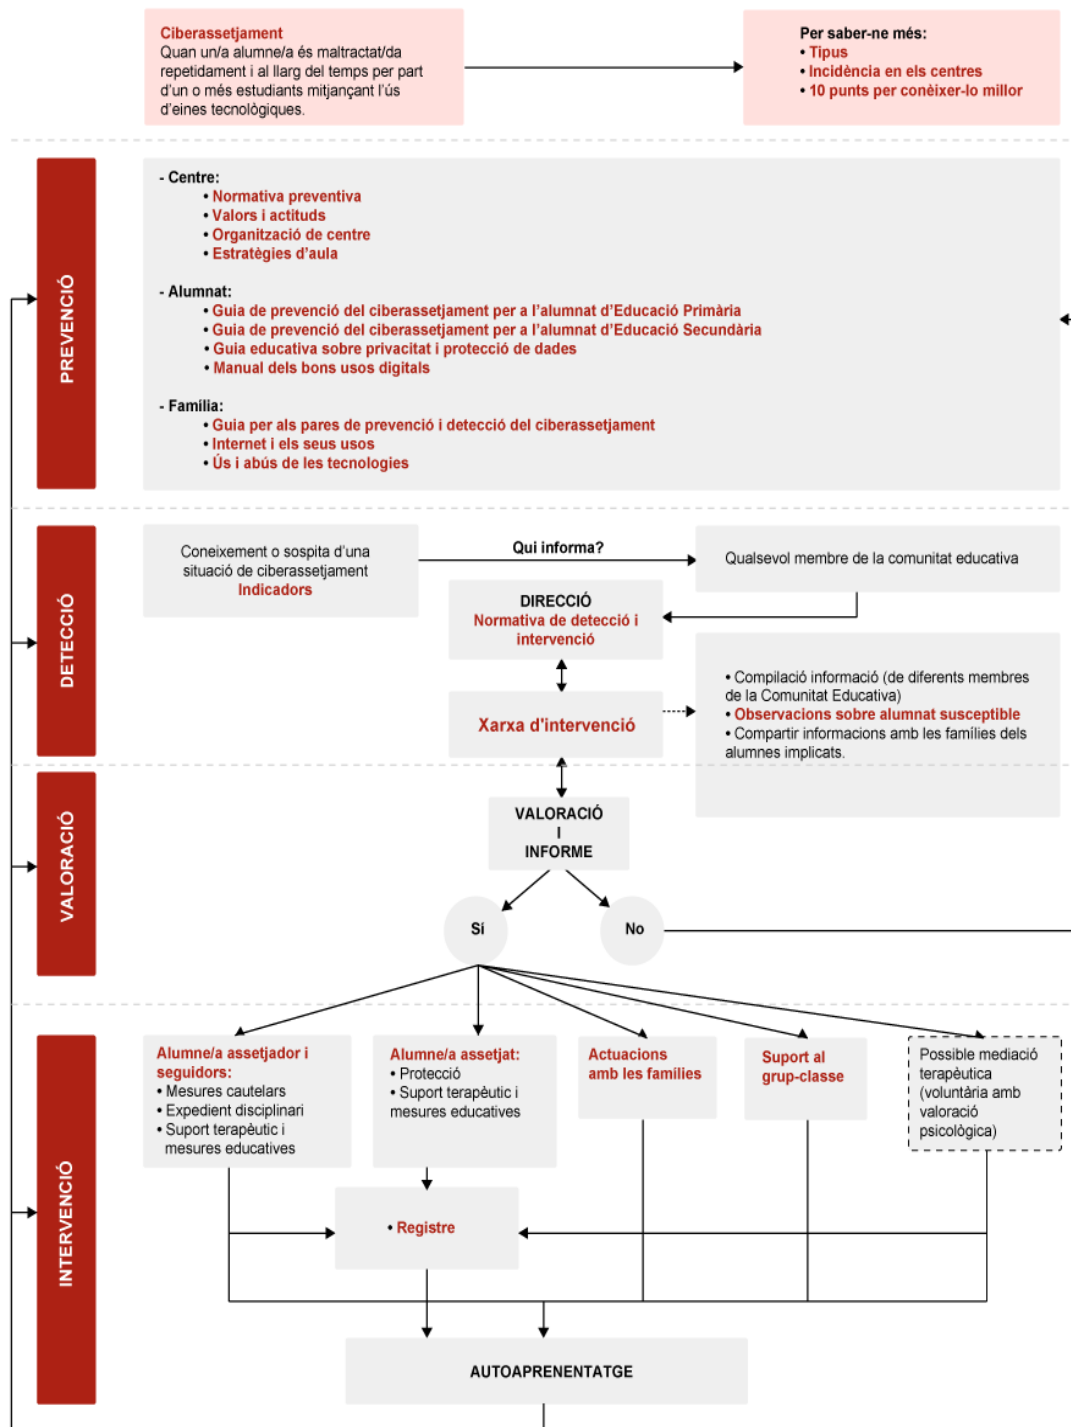 Ciberassetjament
Quan un/a alumne/a és maltractat/da
repetidament i al llarg del temps per part
d'un o més estudiants mitjançant l'ús
d'eines tecnològiques.
Per saber-ne més:
• Tipus
• Incidència en els centres
• 10 punts per conèixer-lo millor
PREVENCIÓ
- Centre:
• Normativa preventiva
• Valors i actituds
• Organització de centre
• Estratègies d'aula
- Alumnat:
• Guia de prevenció del ciberassetjament per a l'alumnat d'Educació Primària
• Guia de prevenció del ciberassetjament per a l'alumnat d'Educació Secundària
• Guia educativa sobre privacitat i protecció de dades
• Manual dels bons usos digitals
- Família:
• Guia per als pares de prevenció i detecció del ciberassetjament
• Internet i els seus usos
• Ús i abús de les tecnologies
DETECCIÓ
Coneixement o sospita d'una
situació de ciberassetjament
Indicadors
Qui informa?
Qualsevol membre de la comunitat educativa
DIRECCIÓ
Normativa de detecció i
intervenció
Xarxa d'intervenció
• Compilació informació (de diferents membres
de la Comunitat Educativa)
• Observacions sobre alumnat susceptible
• Compartir informacions amb les famílies dels
alumnes implicats.
VALORACIÓ
VALORACIÓ
I
INFORME
Sí
No
INTERVENCIÓ
Alumne/a assetjador i
seguidors:
• Mesures cautelars
• Expedient disciplinari
• Suport terapèutic i
mesures educatives
Alumne/a assetjat:
• Protecció
• Suport terapèutic i
mesures educatives
Actuacions
amb les famílies
Suport al
grup-classe
Possible mediació
terapèutica
(voluntària amb
valoració
psicològica)
• Registre
AUTOAPRENENTATGE